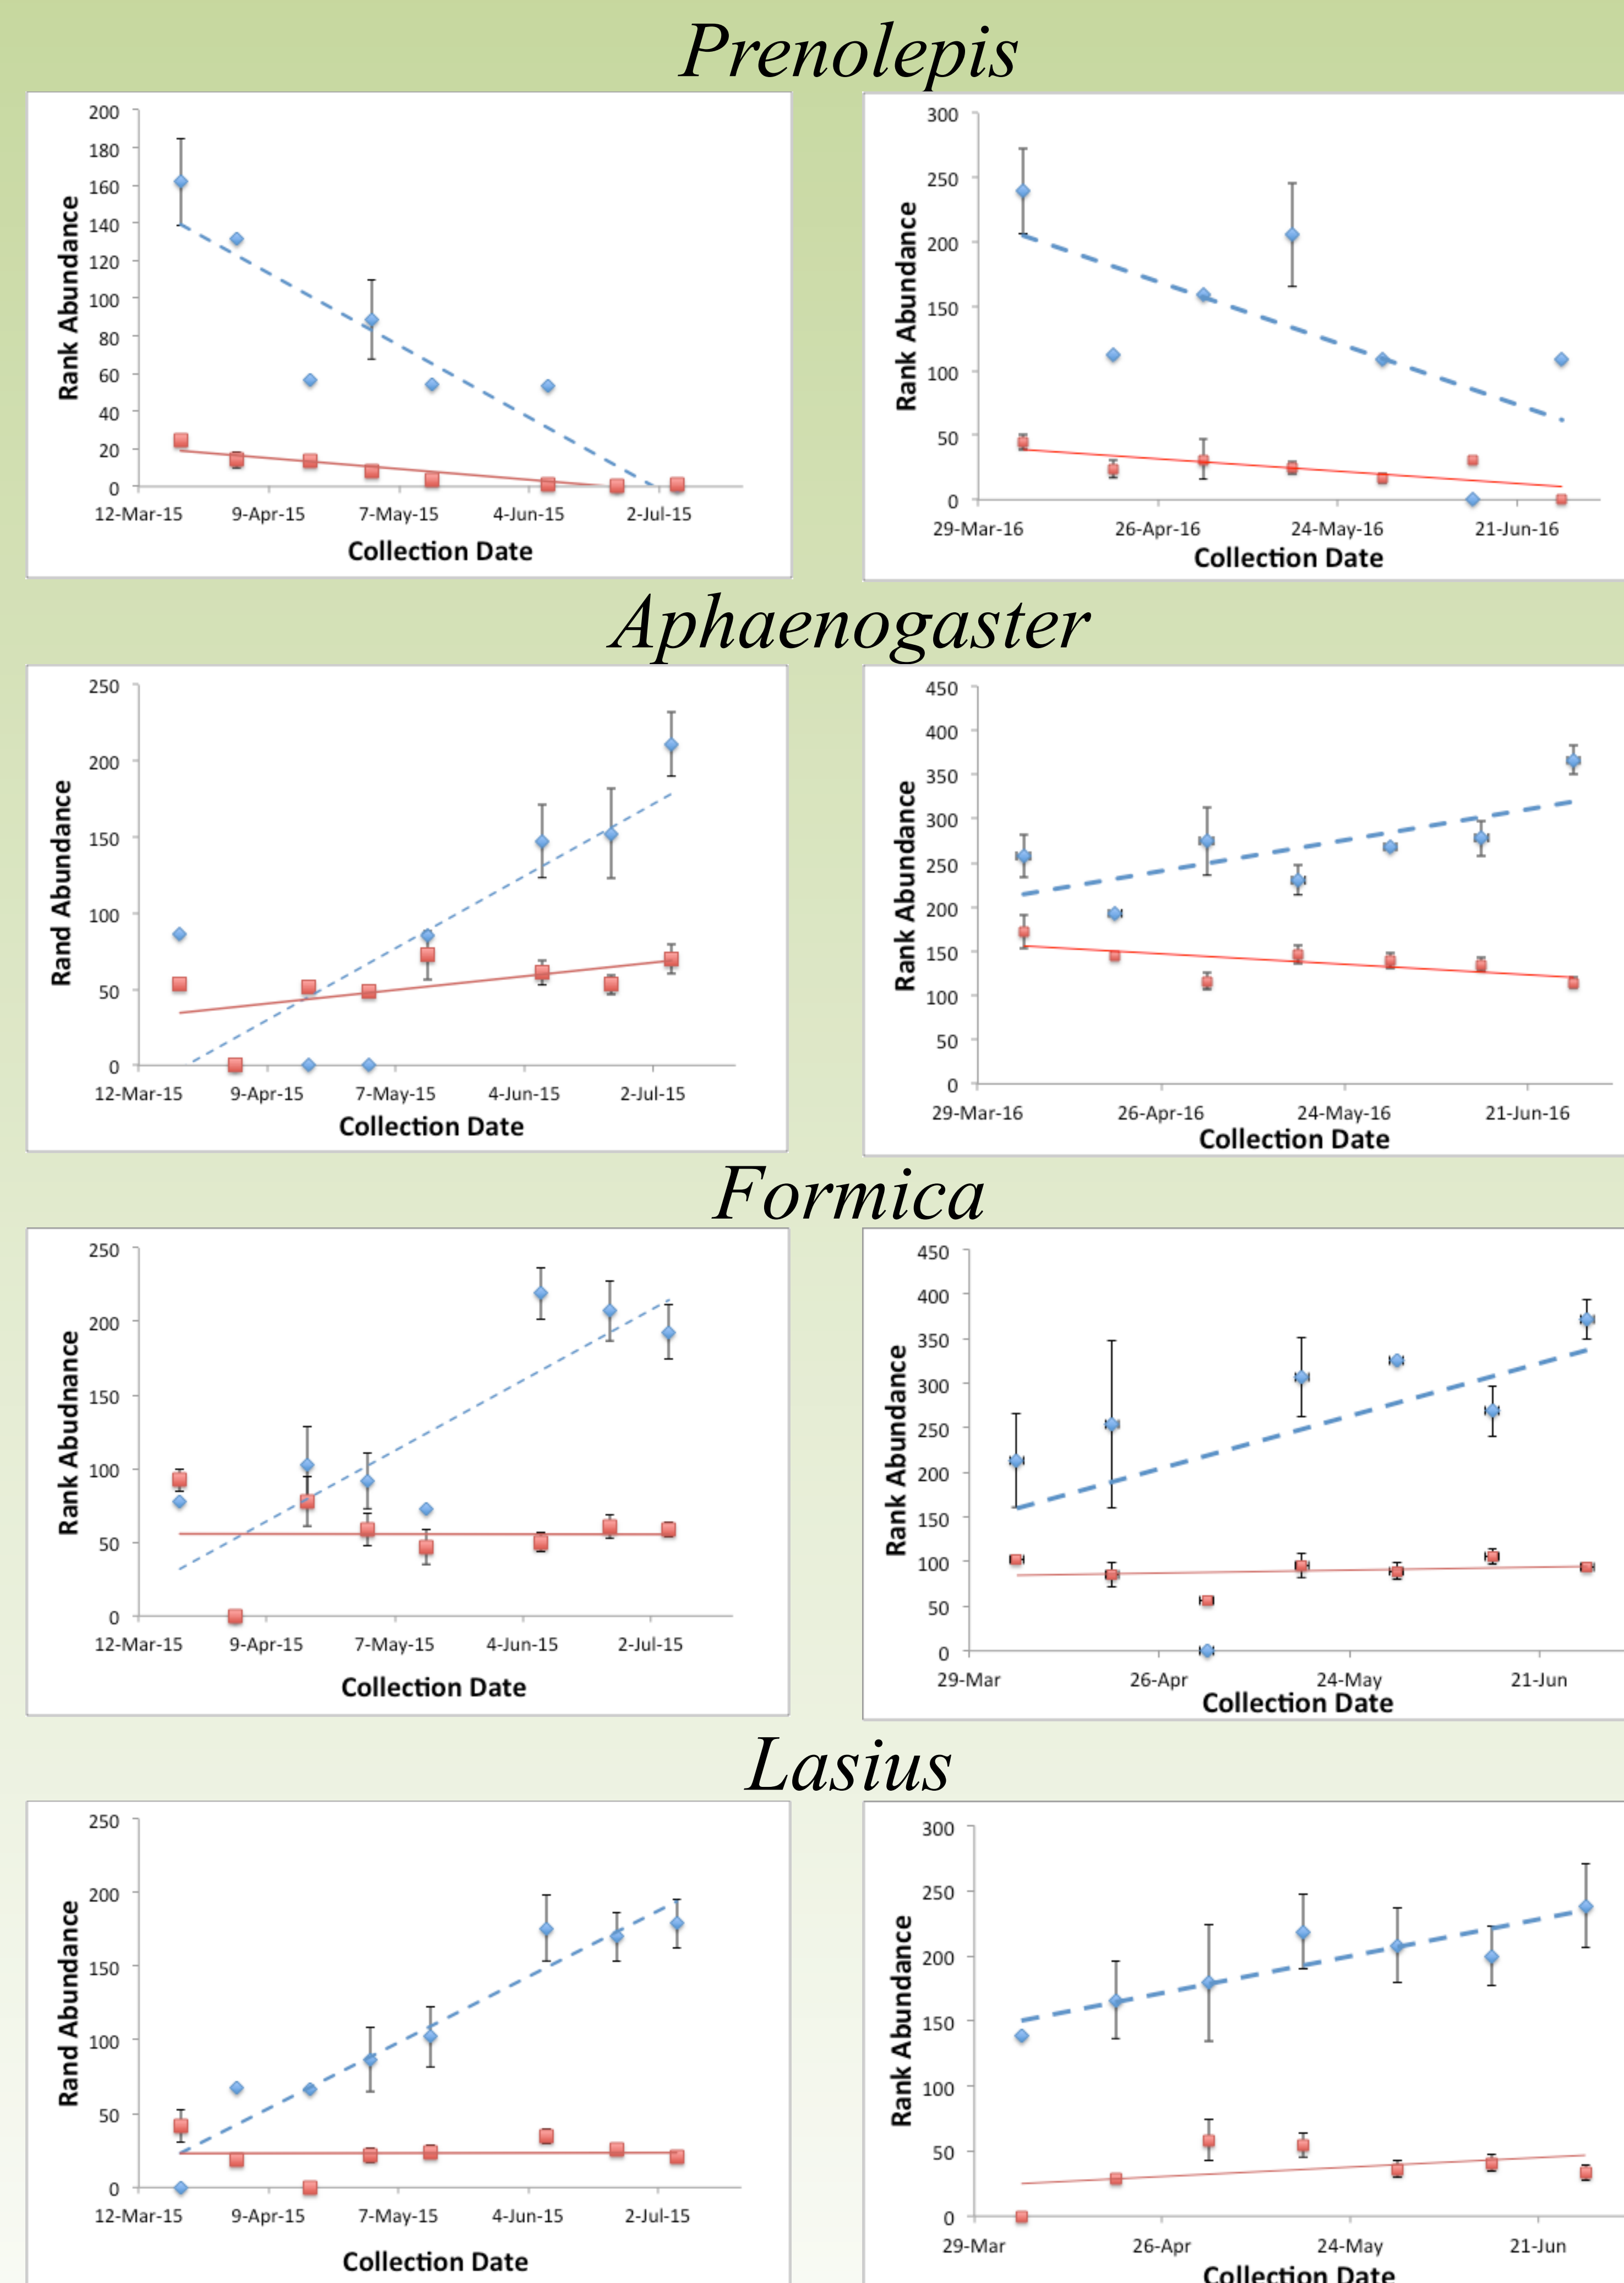 Prenolepis
200
180
160
140
120
100
80
60
40
20
0
Rank Abundance
12-Mar-15 9-Apr-15 7-May-15 4-Jun-15 2-Jul-15
Collection Date
300
250
200
150
100
50
0
Rank Abundance
29-Mar-16 26-Apr-16 24-May-16 21-Jun-16
Collection Date
Aphaenogaster
250
200
150
100
50
0
Rand Abundance
12-Mar-15 9-Apr-15 7-May-15 4-Jun-15 2-Jul-15
Collection Date
450
400
350
300
250
200
150
100
50
0
Rank Abundance
29-Mar-16 26-Apr-16 24-May-16 21-Jun-16
Collection Date
Formica
250
200
150
100
50
0
Rank Abudnance
12-Mar-15 9-Apr-15 7-May-15 4-Jun-15 2-Jul-15
Collection Date
450
400
350
300
250
200
150
100
50
0
Rank Abundance
29-Mar 26-Apr 24-May 21-Jun
Collection Date
Lasius
250
200
150
100
50
0
Rand Abundance
12-Mar-15 9-Apr-15 7-May-15 4-Jun-15 2-Jul-15
Collection Date
300
250
200
150
100
50
0
Rank Abundance
29-Mar 26-Apr 24-May 21-Jun
Collection Date